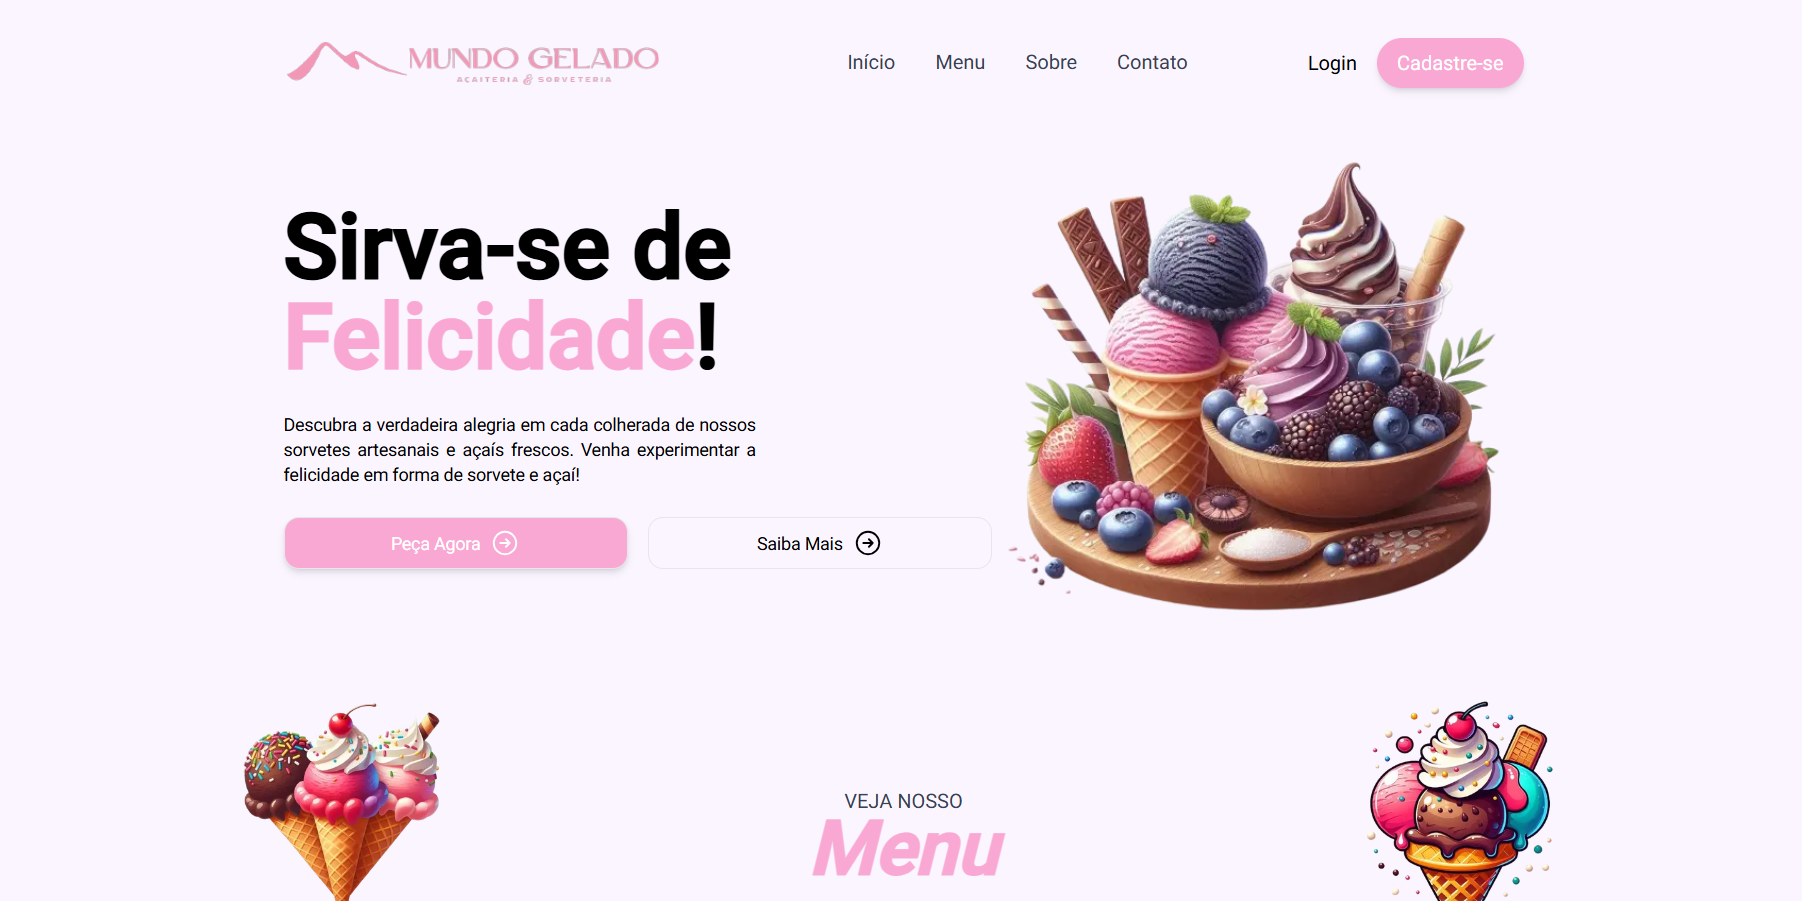 MUNDO GELADO
AÇAITERIA & SORVETERIA
Início
Menu
Sobre
Contato
Login
Cadastre-se
Sirva-se de
Felicidade!
Descubra a verdadeira alegria em cada colherada de nossos
sorvetes artesanais e açaís frescos. Venha experimentar a
felicidade em forma de sorvete e açaí!
Peça Agora
Saiba Mais
VEJA NOSSO
Menu